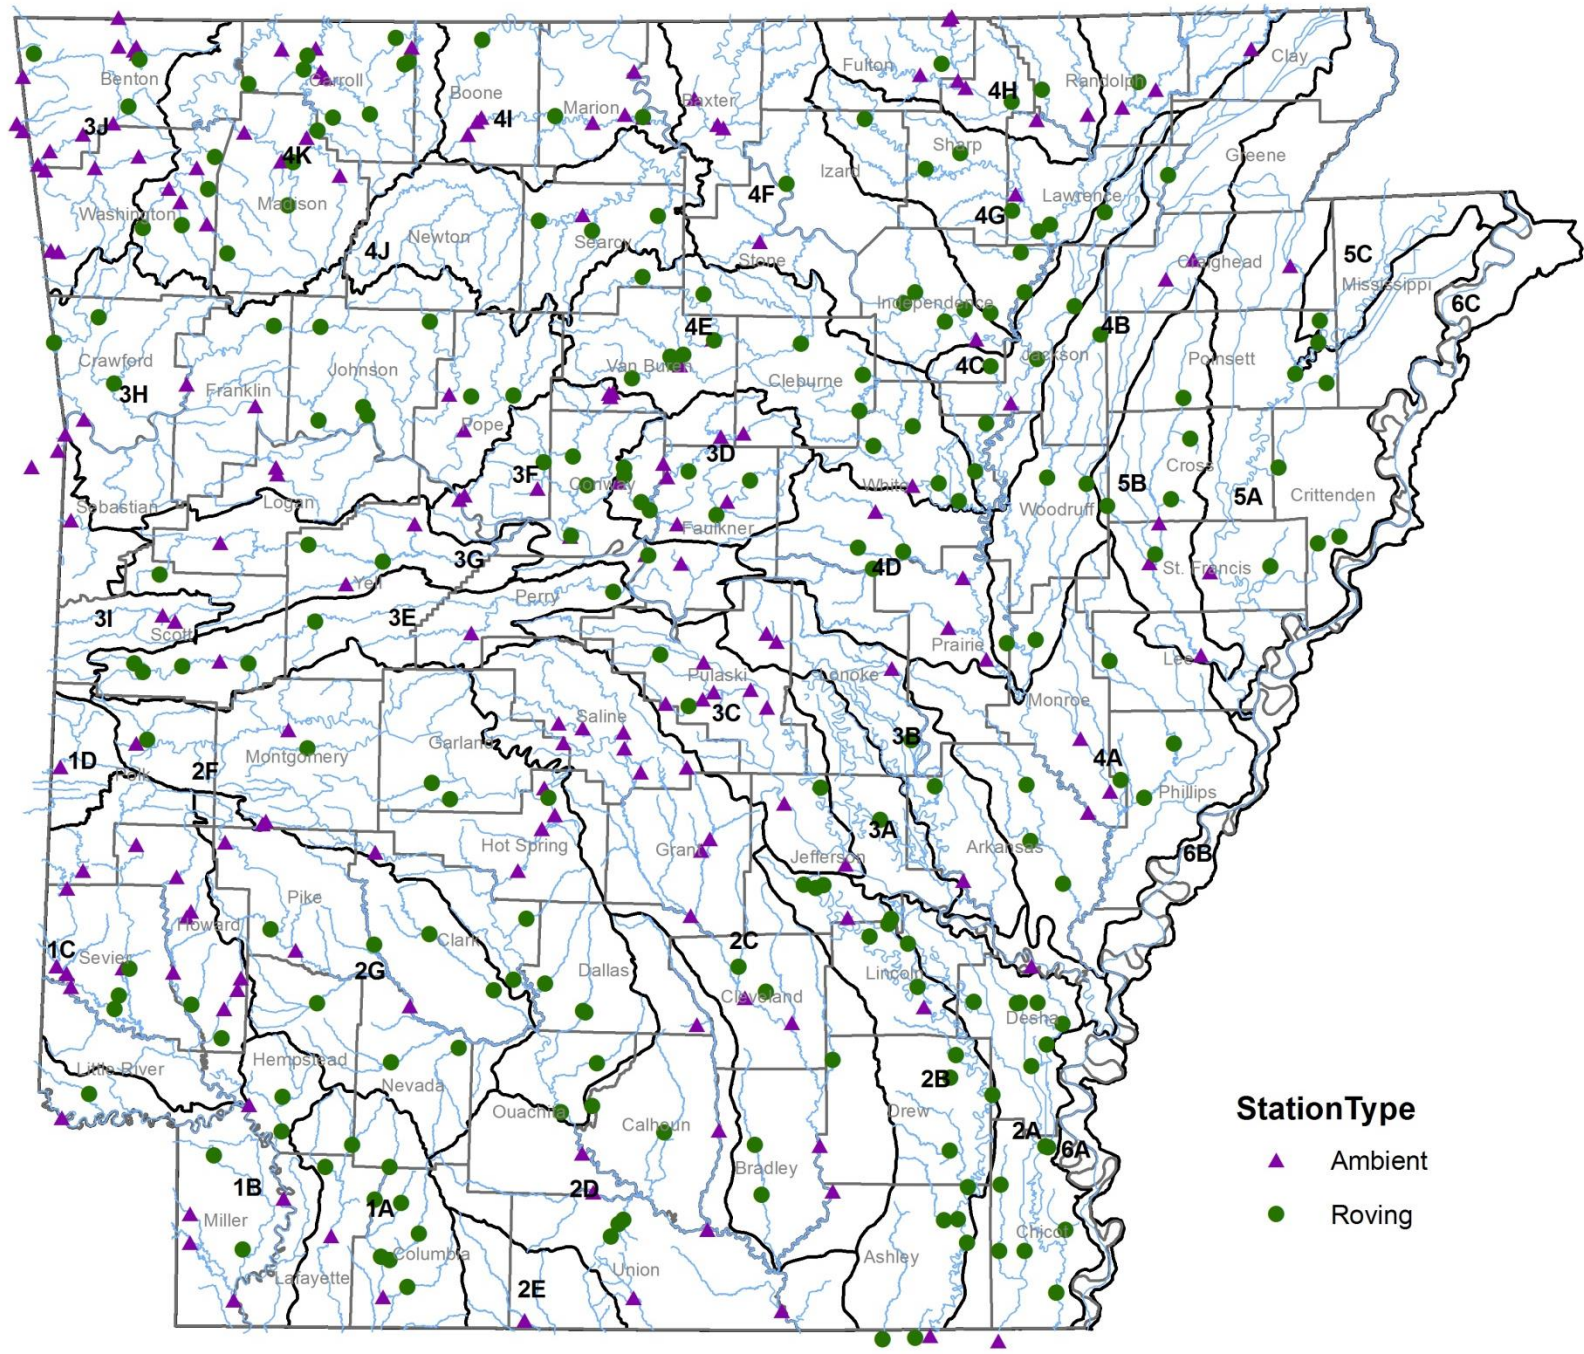 Benton
Carroll
Boone
Marion
Baxter
Fulton
4H
Randolph
Clay
3J
4I
4K
Madison
Washington
Newton
4J
Searcy
4F
Stone
Izard
Sharp
4G
Lawrence
Greene
Craighead
5C
Mississippi
6C
Independence
4E
Van Buren
Cleburne
4C
Jackson
4B
Poinsett
Crawford
3H
Franklin
Johnson
Pope
3F
Conway
3D
Faulkner
White
Woodruff
5B
Cross
5A
Crittenden
Sebastian
Logan
3G
Yell
Perry
3E
3I
Scott
4D
Prairie
St. Francis
Lee
Pulaski
3C
Lonoke
Monroe
Saline
Garland
Montgomery
1D
Polk
2F
3B
4A
Phillips
3A
Arkansas
6B
Jefferson
Grant
Hot Spring
Pike
Howard
1C
Sevier
Clark
2G
Dallas
2C
Cleveland
Lincoln
Desha
Little River
Hempstead
Nevada
Ouachita
Calhoun
2B
Drew
2A
6A
Bradley
1B
Miller
1A
Columbia
Lafayette
2D
2E
Union
Ashley
Chicot
StationType
Ambient
Roving